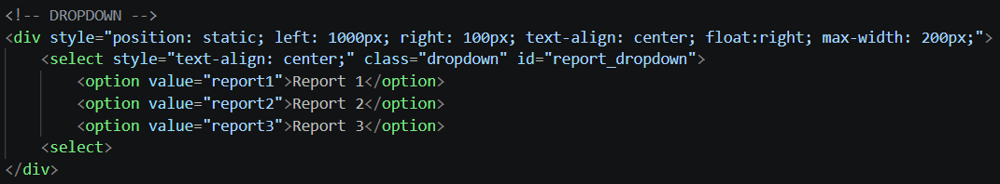 <!-- DROPDOWN -->
<div style="position: static; left: 1000px; right: 100px; text-align: center; float:right; max-width: 200px;">
    <select style="text-align: center;" class="dropdown" id="report_dropdown">
        <option value="report1">Report 1</option>
        <option value="report2">Report 2</option>
        <option value="report3">Report 3</option>
    <select>
</div>